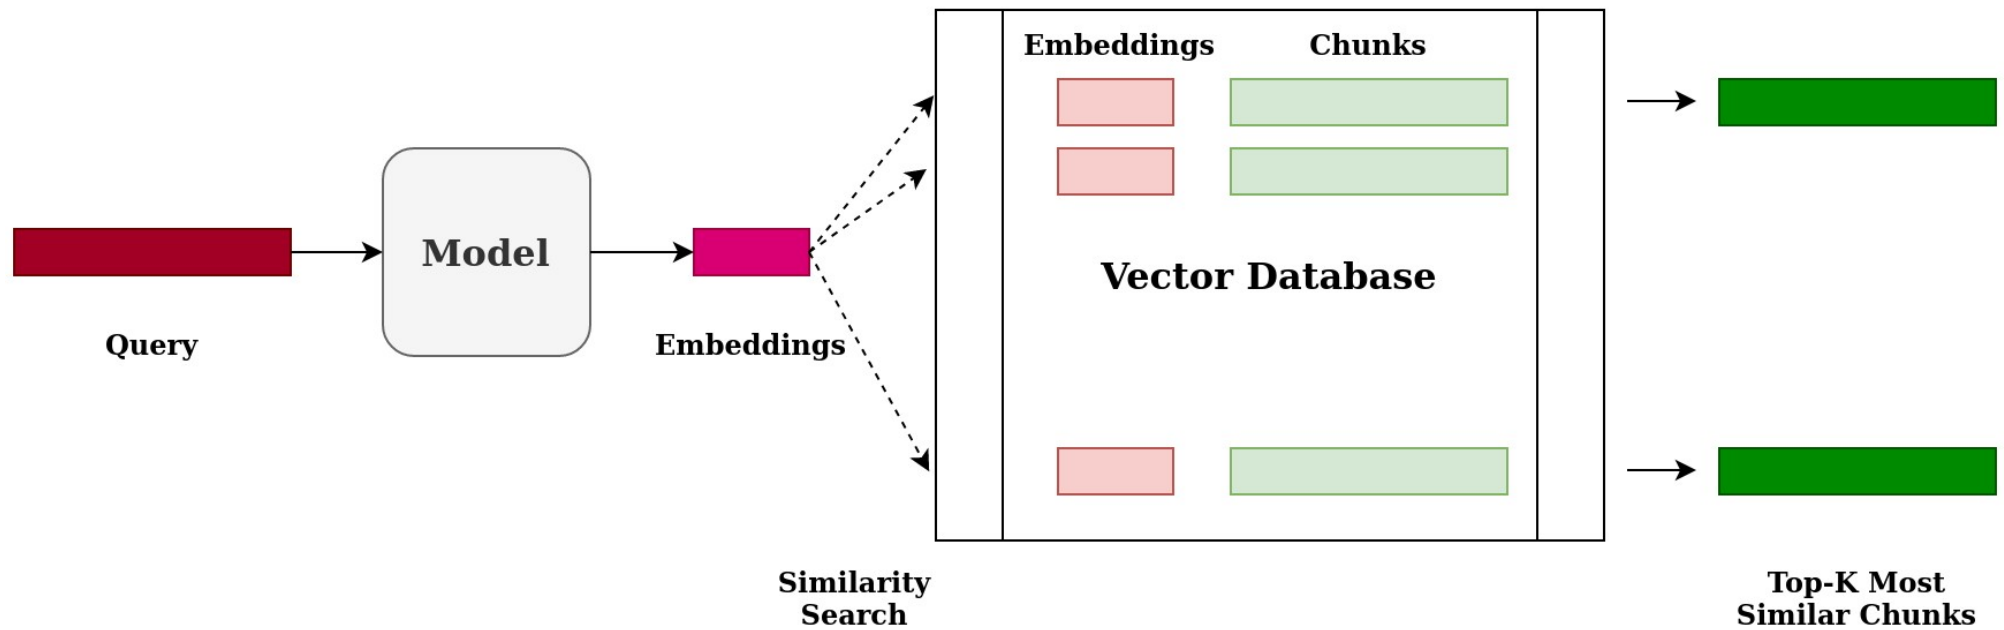 Embeddings
Chunks
Model
Vector Database
Query
Embeddings
Similarity
Search
Top-K Most
Similar Chunks